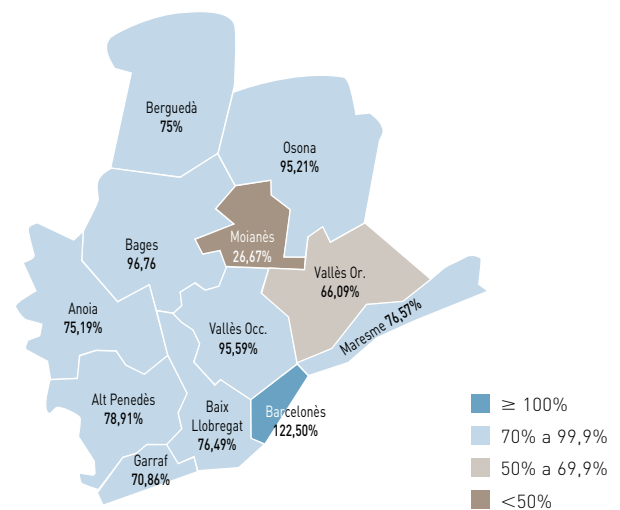 Berguedà
75%
Osona
95,21%
Moianès
26,67%
Bages
96,76
Vallès Or.
66,09%
Maresme 76,57%
Anoia
75,19%
Vallès Occ.
95,59%
Alt Penedès
78,91%
Baix
Llobregat
76,49%
Barcelonès
122,50%
Garraf
70,86%
≥ 100%
70% a 99,9%
50% a 69,9%
<50%